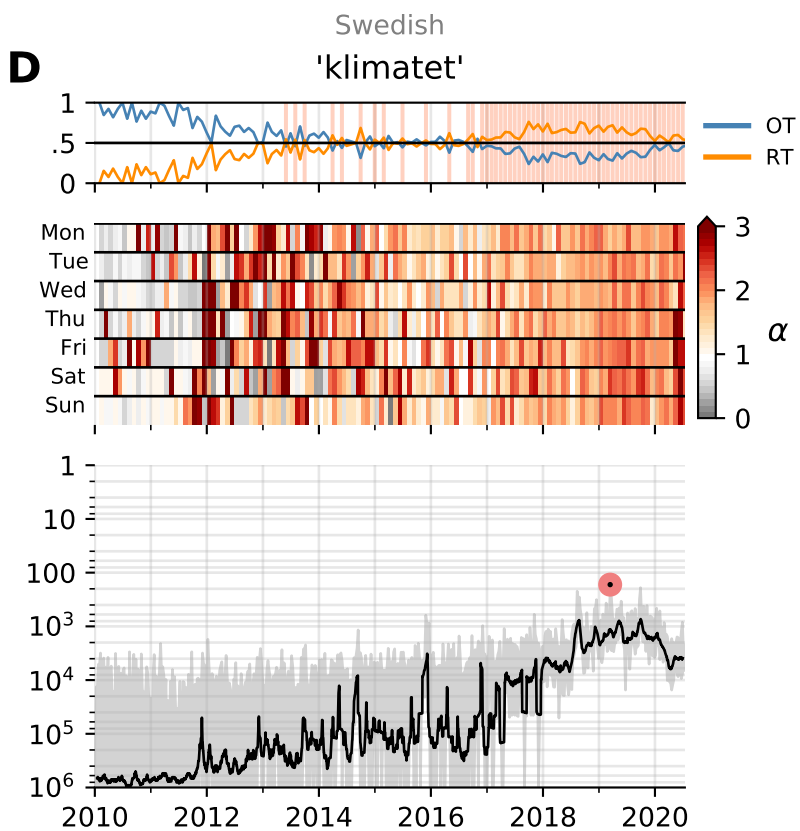 Swedish
D 'klimatet'
1
.5
0
OT
RT
Mon
Tue
Wed
Thu
Fri
Sat
Sun
3
2
1
0
α
1
10
100
10³
10⁴
10⁵
10⁶
2010 2012 2014 2016 2018 2020